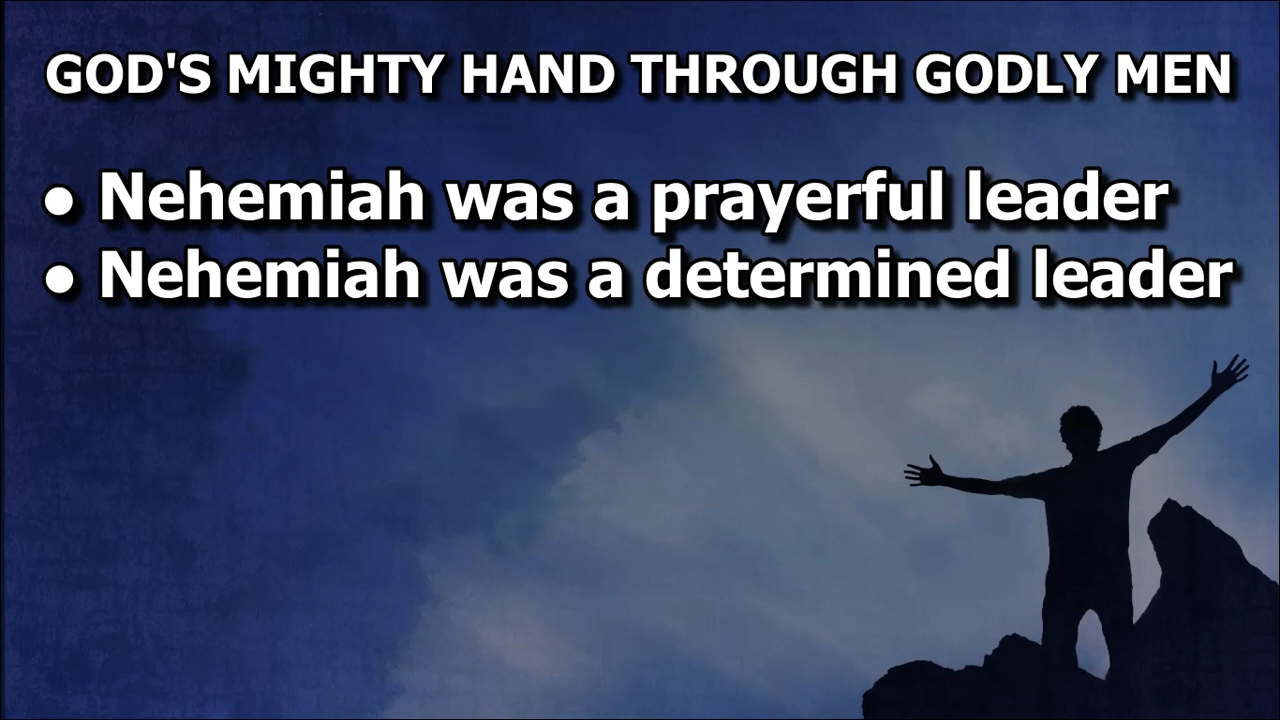 GOD'S MIGHTY HAND THROUGH GODLY MEN
● Nehemiah was a prayerful leader
● Nehemiah was a determined leader